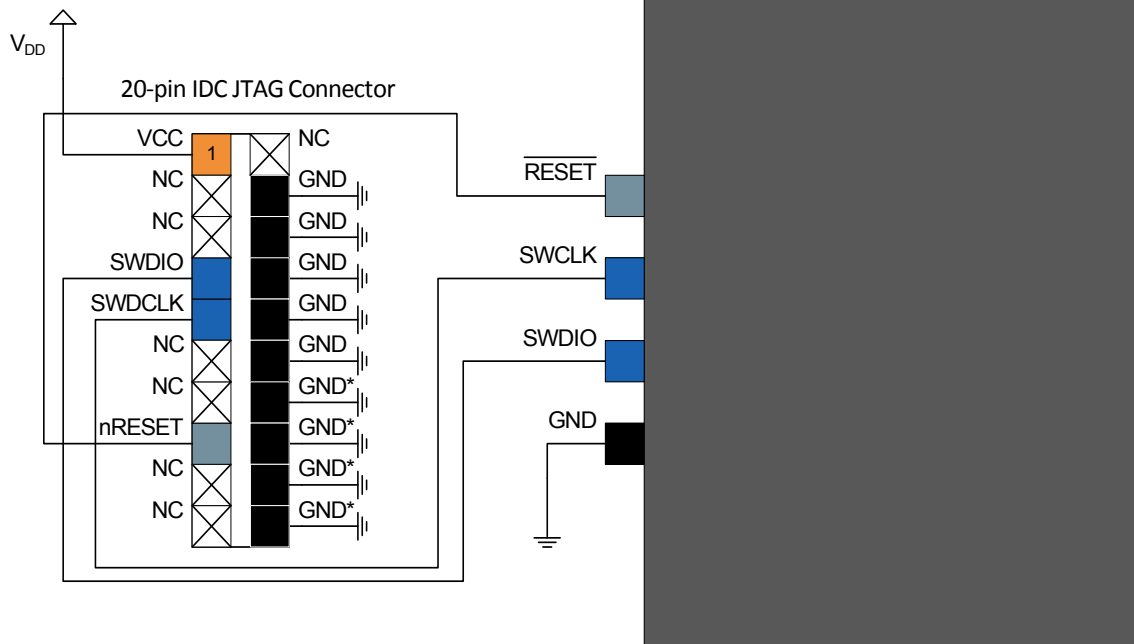 VDD
20-pin IDC JTAG Connector
VCC 1 NC
NC GND
NC GND
SWDIO GND
SWDCLK GND
NC GND
NC GND*
nRESET GND*
NC GND*
NC GND*
RESET
SWCLK
SWDIO
GND